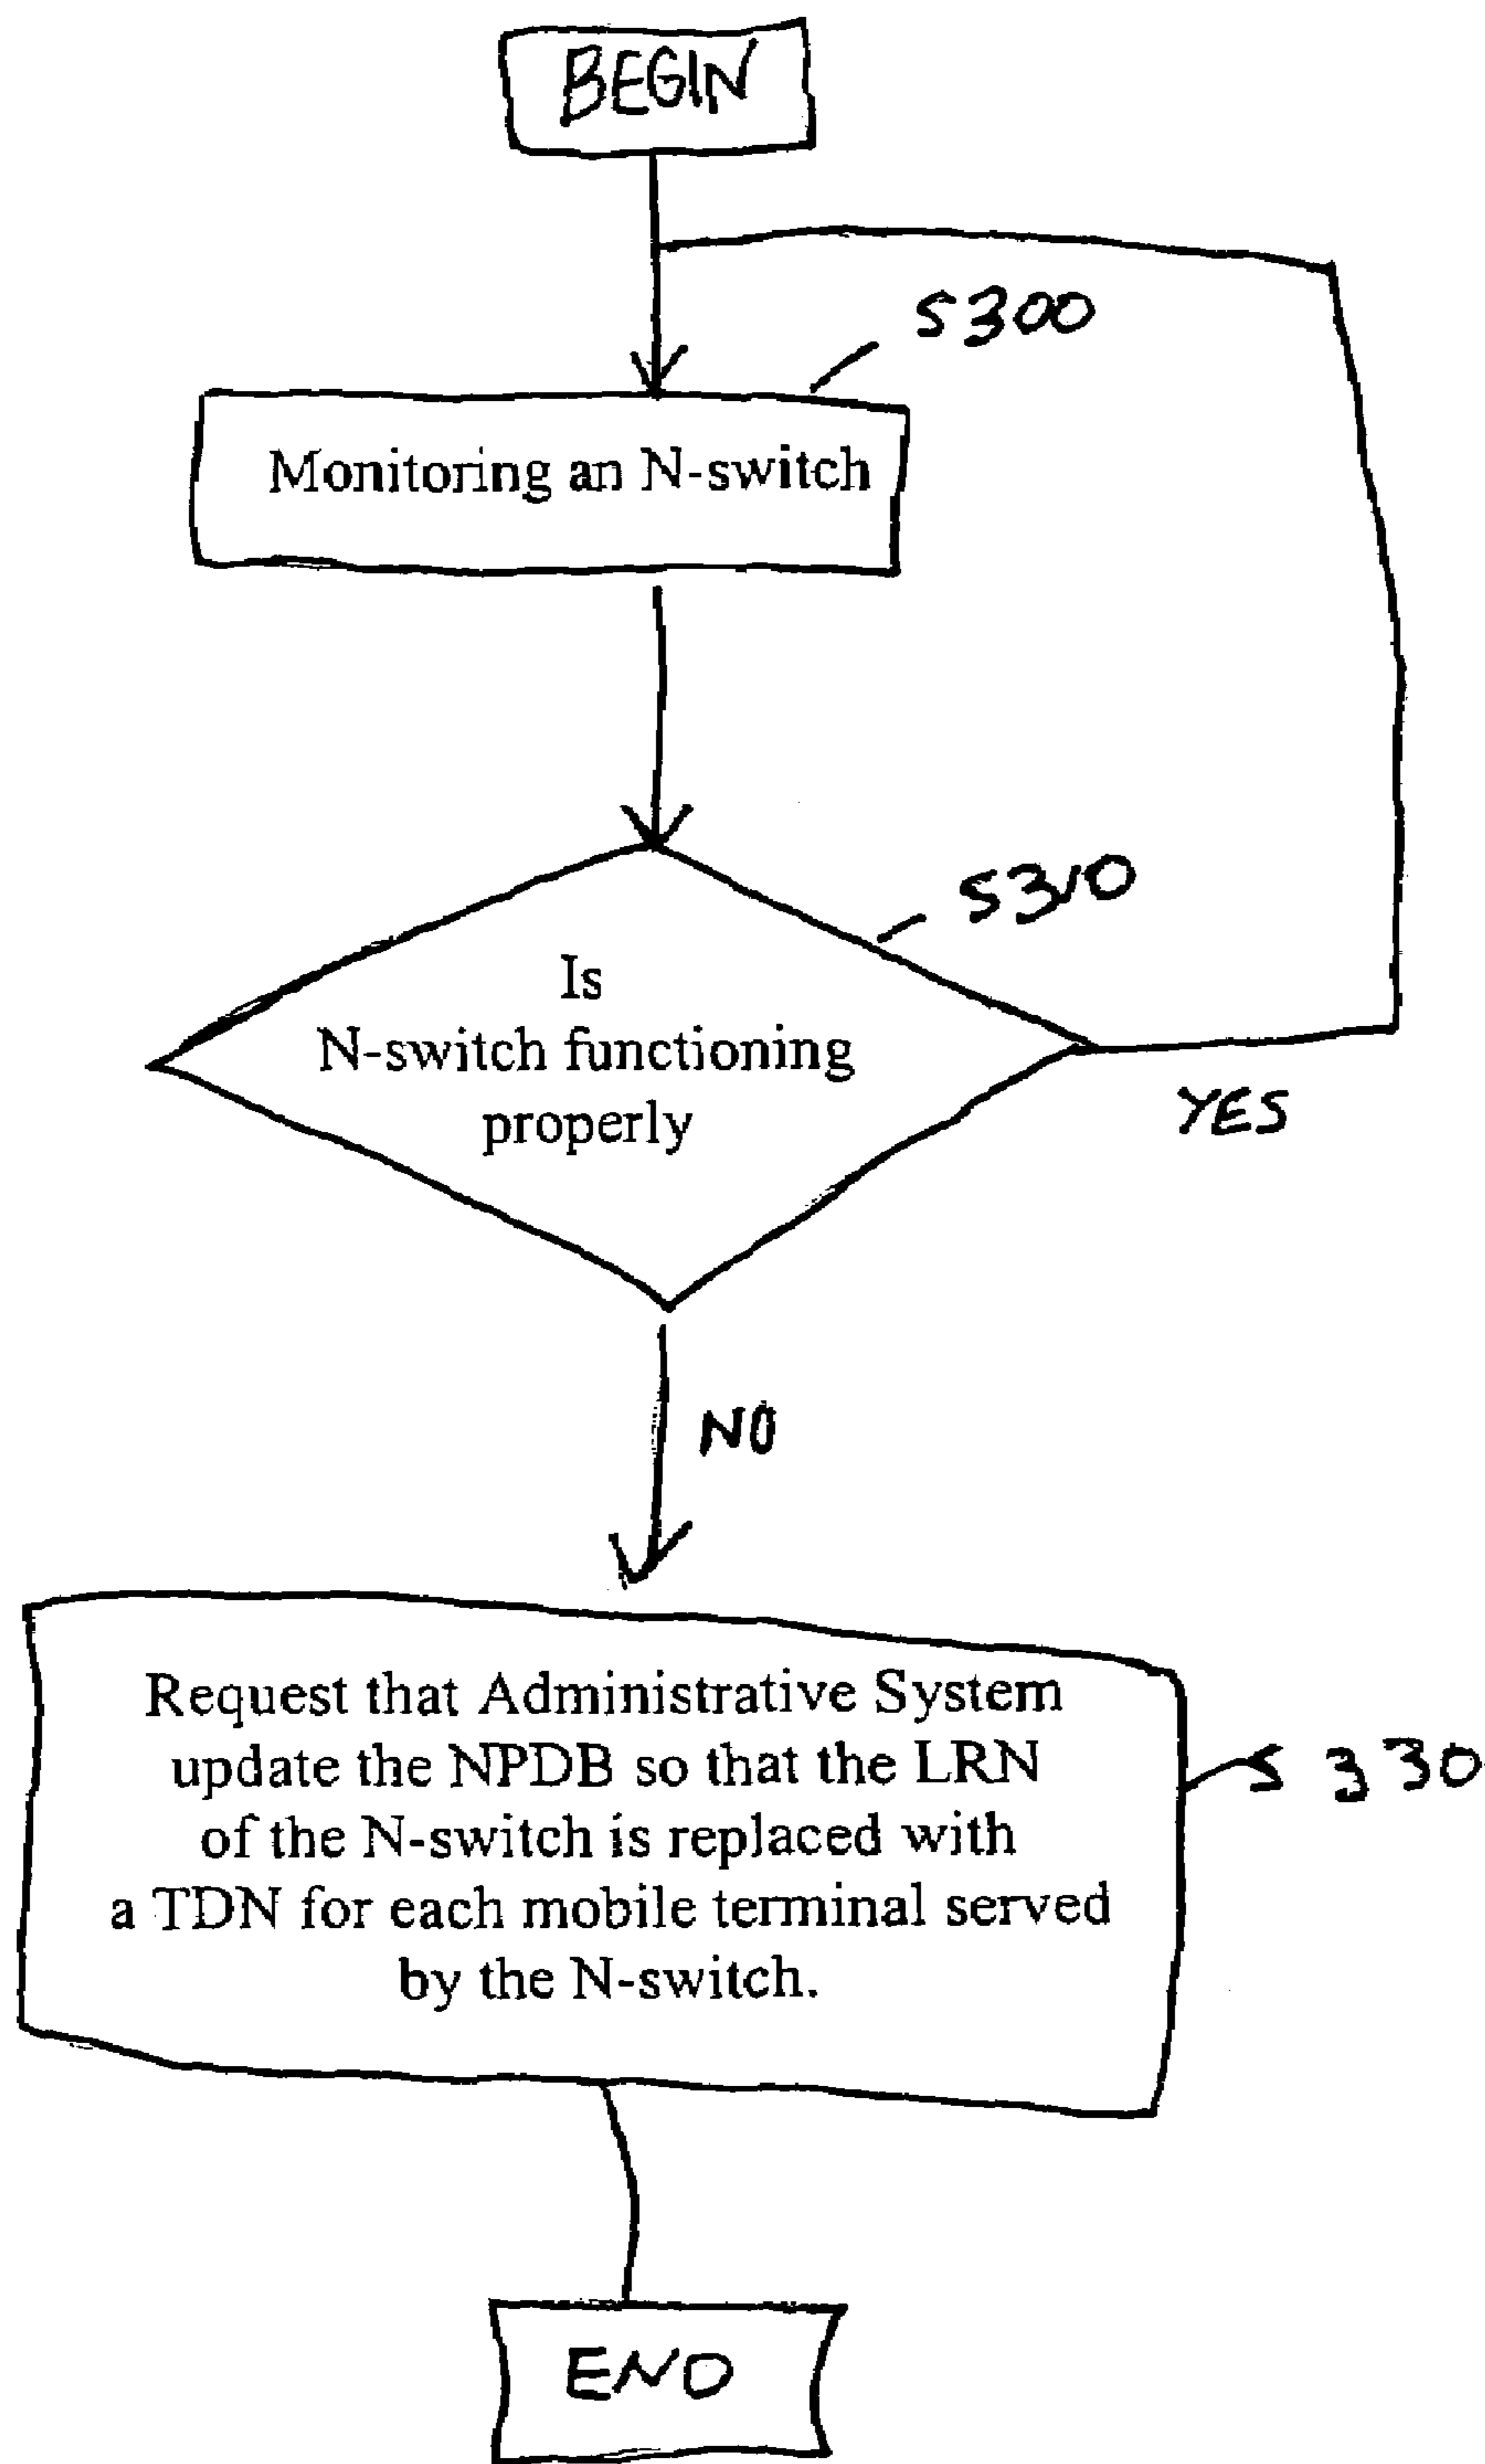 BEGIN
S300
Monitoring an N-switch
S310
Is
N-switch functioning
properly
YES
NO
Request that Administrative System
update the NPDB so that the LRN
of the N-switch is replaced with
a TDN for each mobile terminal served
by the N-switch.
S 330
END